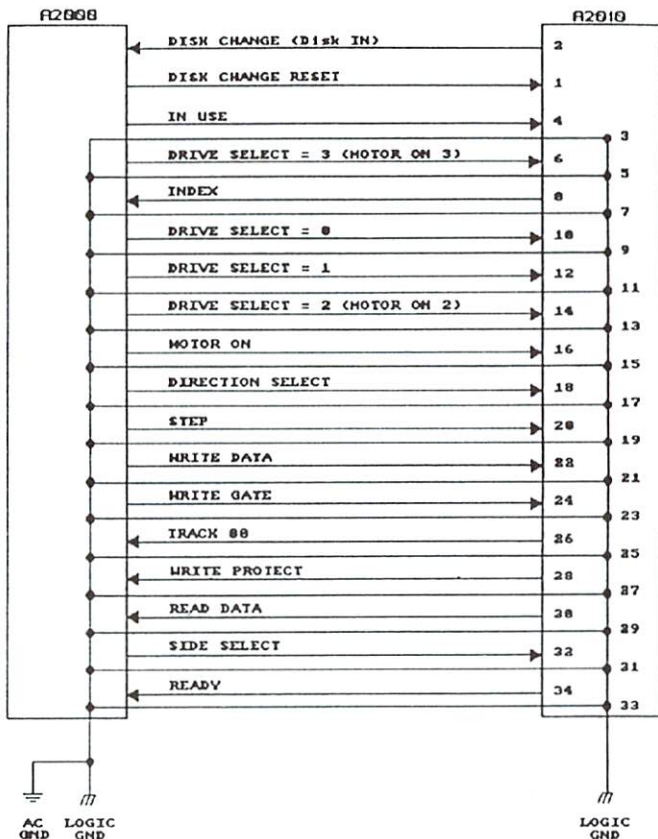 A2000 A2010
DISK CHANGE (Disk IN) 2
DISK CHANGE RESET 1
IN USE 4
3
DRIVE SELECT = 3 (MOTOR ON 3) 6
5
INDEX 8
7
DRIVE SELECT = 0 10
9
DRIVE SELECT = 1 12
11
DRIVE SELECT = 2 (MOTOR ON 2) 14
13
MOTOR ON 16
15
DIRECTION SELECT 18
17
STEP 20
19
WRITE DATA 22
21
WRITE GATE 24
23
TRACK 00 26
25
WRITE PROTECT 28
27
READ DATA 30
29
SIDE SELECT 32
31
READY 34
33
AC LOGIC LOGIC
GND GND GND